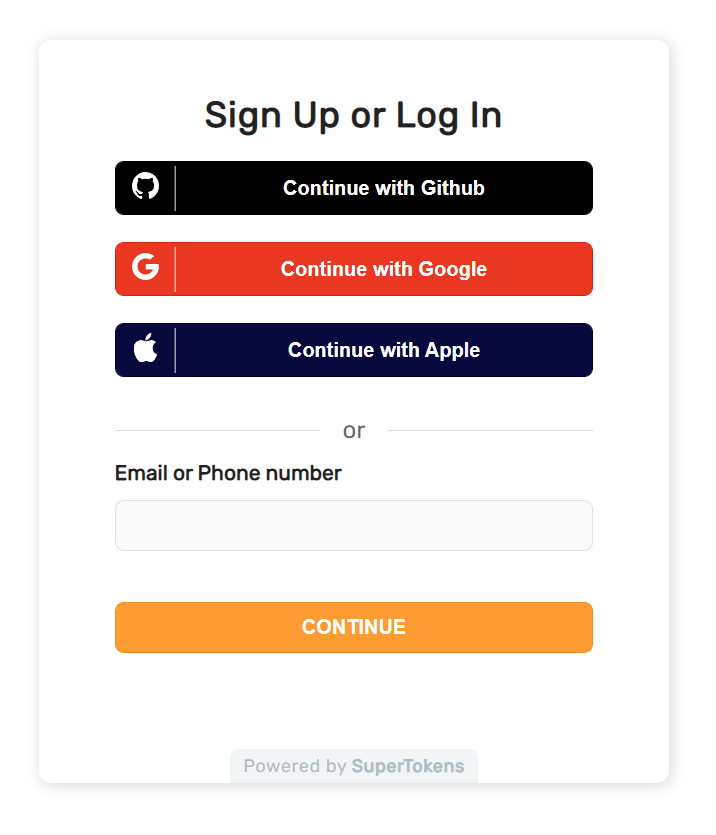 Sign Up or Log In
Continue with Github
Continue with Google
Continue with Apple
or
Email or Phone number
CONTINUE
Powered by SuperTokens